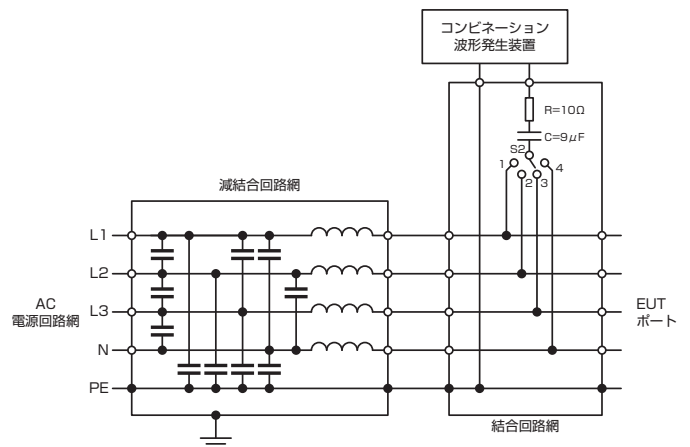 コンビネーション
波形発生装置
R=10Ω
C=9μF
S2
1
4
2
3
減結合回路網
L1
L2
AC
電源回路網
L3
EUT
ポート
N
PE
結合回路網